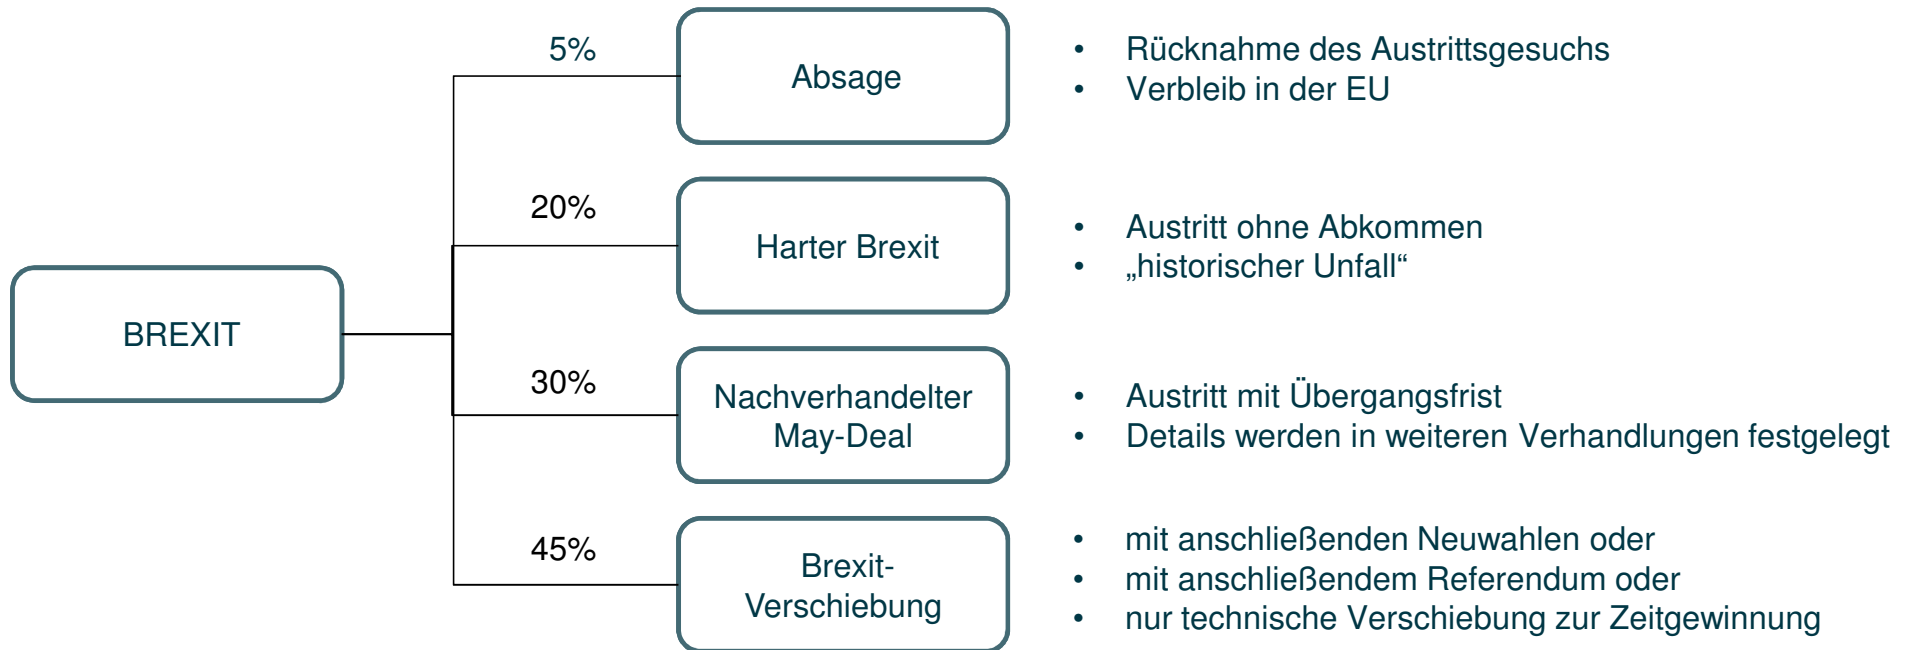 5%
Absage
• Rücknahme des Austrittsgesuchs
• Verbleib in der EU
20%
Harter Brexit
• Austritt ohne Abkommen
• „historischer Unfall“
BREXIT
30%
Nachverhandelter
May-Deal
• Austritt mit Übergangsfrist
• Details werden in weiteren Verhandlungen festgelegt
45%
Brexit-
Verschiebung
• mit anschließenden Neuwahlen oder
• mit anschließendem Referendum oder
• nur technische Verschiebung zur Zeitgewinnung